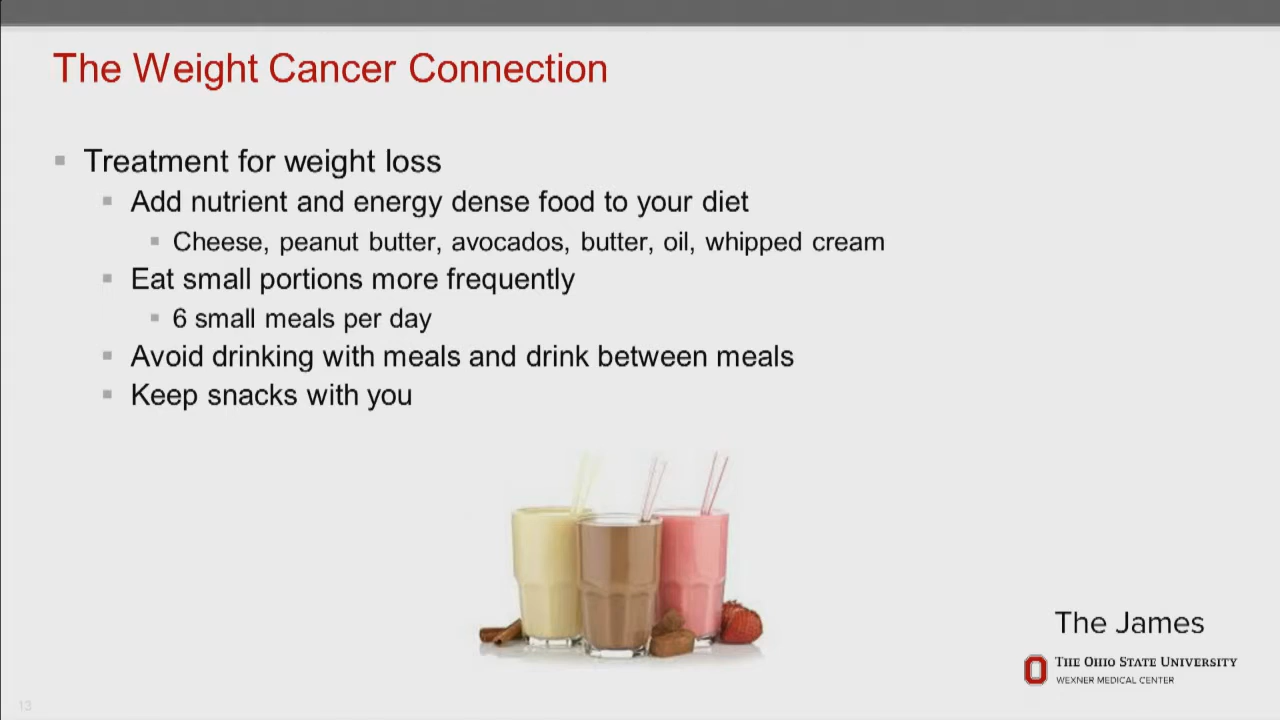 The Weight Cancer Connection
Treatment for weight loss
Add nutrient and energy dense food to your diet
Cheese, peanut butter, avocados, butter, oil, whipped cream
Eat small portions more frequently
6 small meals per day
Avoid drinking with meals and drink between meals
Keep snacks with you
The James
THE OHIO STATE UNIVERSITY
WEXNER MEDICAL CENTER
13